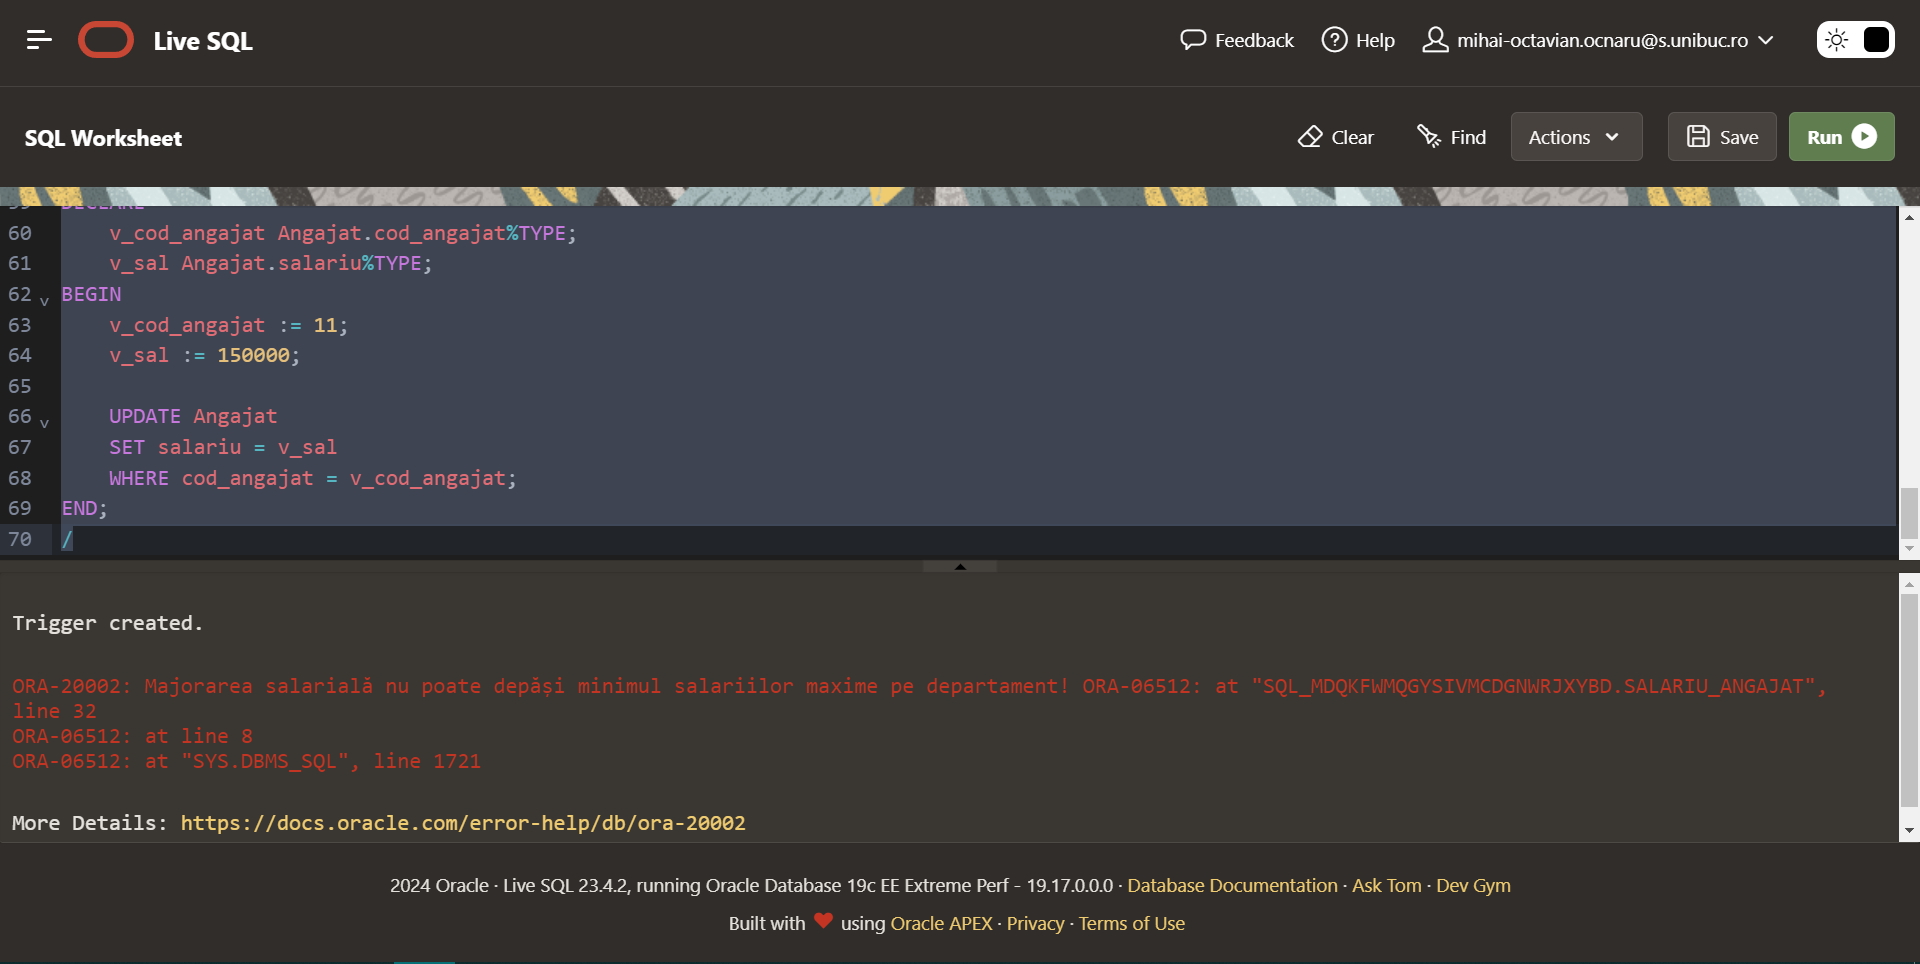 Live SQL
Feedback
Help
mihai-octavian.ocnaru@s.unibuc.ro
SQL Worksheet
Clear
Find
Actions
Save
Run
59 DECLARE
60 v_cod_angajat Angajat.cod_angajat%TYPE;
61 v_sal Angajat.salariu%TYPE;
62 BEGIN
63 v_cod_angajat := 11;
64 v_sal := 150000;
65
66 UPDATE Angajat
67 SET salariu = v_sal
68 WHERE cod_angajat = v_cod_angajat;
69 END;
70 /
Trigger created.
ORA-20002: Majorarea salarială nu poate depăși minimul salariilor maxime pe departament! ORA-06512: at "SQL_MDQKFWMQGYSIVMCDGNWRJXYBD.SALARIU_ANGAJAT",
line 32
ORA-06512: at line 8
ORA-06512: at "SYS.DBMS_SQL", line 1721
More Details: https://docs.oracle.com/error-help/db/ora-20002
2024 Oracle · Live SQL 23.4.2, running Oracle Database 19c EE Extreme Perf - 19.17.0.0.0 · Database Documentation · Ask Tom · Dev Gym
Built with ❤ using Oracle APEX · Privacy · Terms of Use